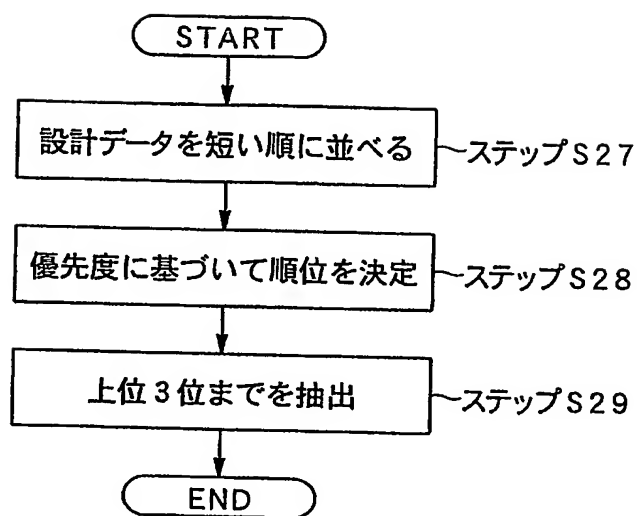 START
設計データを短い順に並べる ～ステップS27
優先度に基づいて順位を決定 ～ステップS28
上位3位までを抽出 ～ステップS29
END